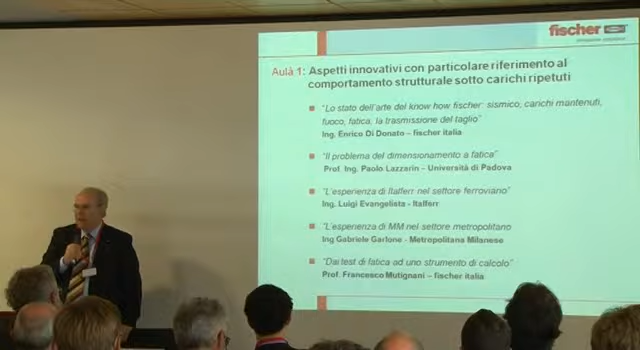 fischer
Aula 1: Aspetti innovativi con particolare riferimento al
comportamento strutturale sotto carichi ripetuti
"Lo stato dell'arte del know how fischer: sismico, carichi mantenuti,
fuoco, fatica, la trasmissione del taglio"
Ing. Enrico Di Donato – fischer italia
"Il problema del dimensionamento a fatica"
Prof. Ing. Paolo Lazzarin – Università di Padova
"L'esperienza di Italferr nel settore ferroviario"
Ing. Luigi Evangelista - Italferr
"L'esperienza di MM nel settore metropolitano
Ing Gabriele Garlone - Metropolitana Milanese
"Dai test di fatica ad uno strumento di calcolo"
Prof. Francesco Mutignani – fischer italia